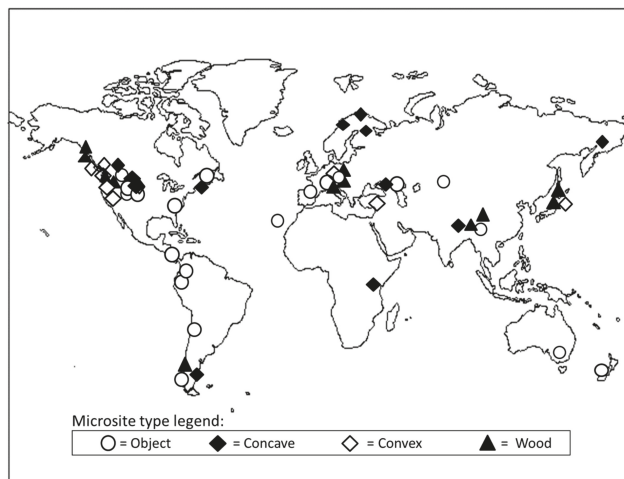 Microsite type legend:
= Object = Concave = Convex = Wood